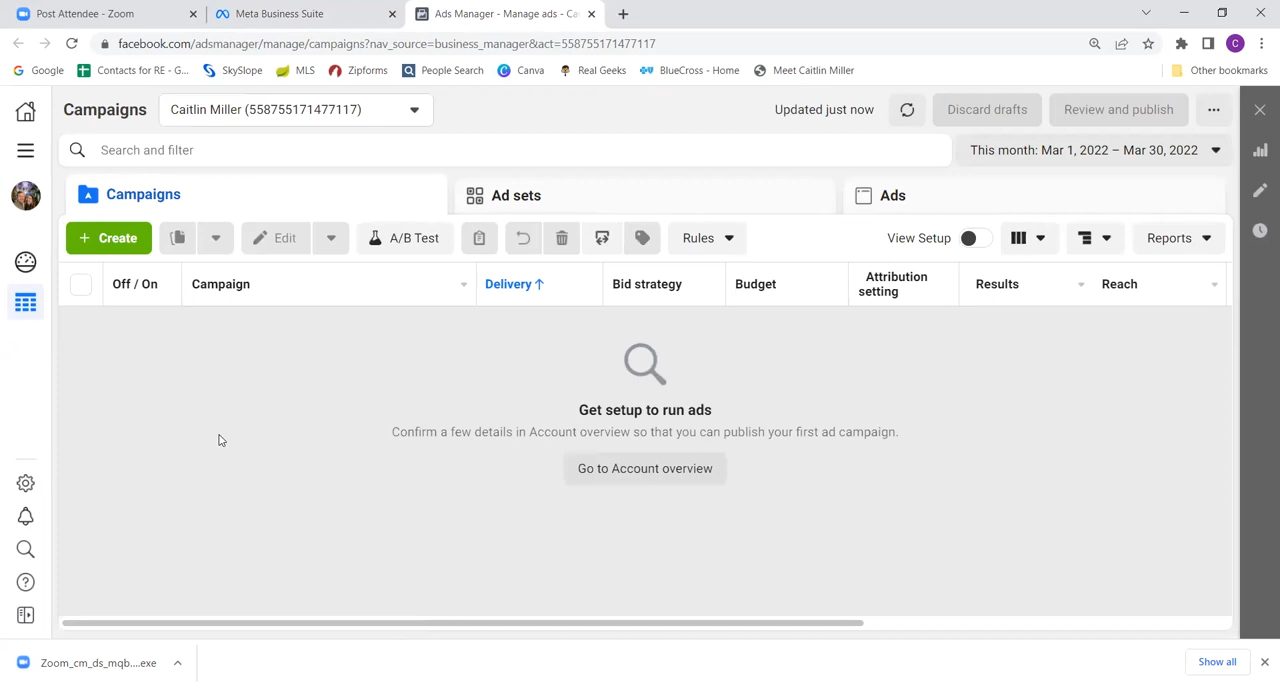 Post Attendee - Zoom
Meta Business Suite
Ads Manager - Manage ads - Ca
facebook.com/adsmanager/manage/campaigns?nav_source=business_manager&act=558755171477117
C
Google
Contacts for RE - G...
SkySlope
MLS
Zipforms
People Search
Canva
Real Geeks
BlueCross - Home
Meet Caitlin Miller
Other bookmarks
Campaigns
Caitlin Miller (558755171477117)
Updated just now
Discard drafts
Review and publish
Search and filter
This month: Mar 1, 2022 – Mar 30, 2022
Campaigns
Ad sets
Ads
+ Create
Edit
A/B Test
Rules
View Setup
Reports
Off / On
Campaign
Delivery ↑
Bid strategy
Budget
Attribution
setting
Results
Reach
Get setup to run ads
Confirm a few details in Account overview so that you can publish your first ad campaign.
Go to Account overview
Zoom_cm_ds_mqb....exe
Show all